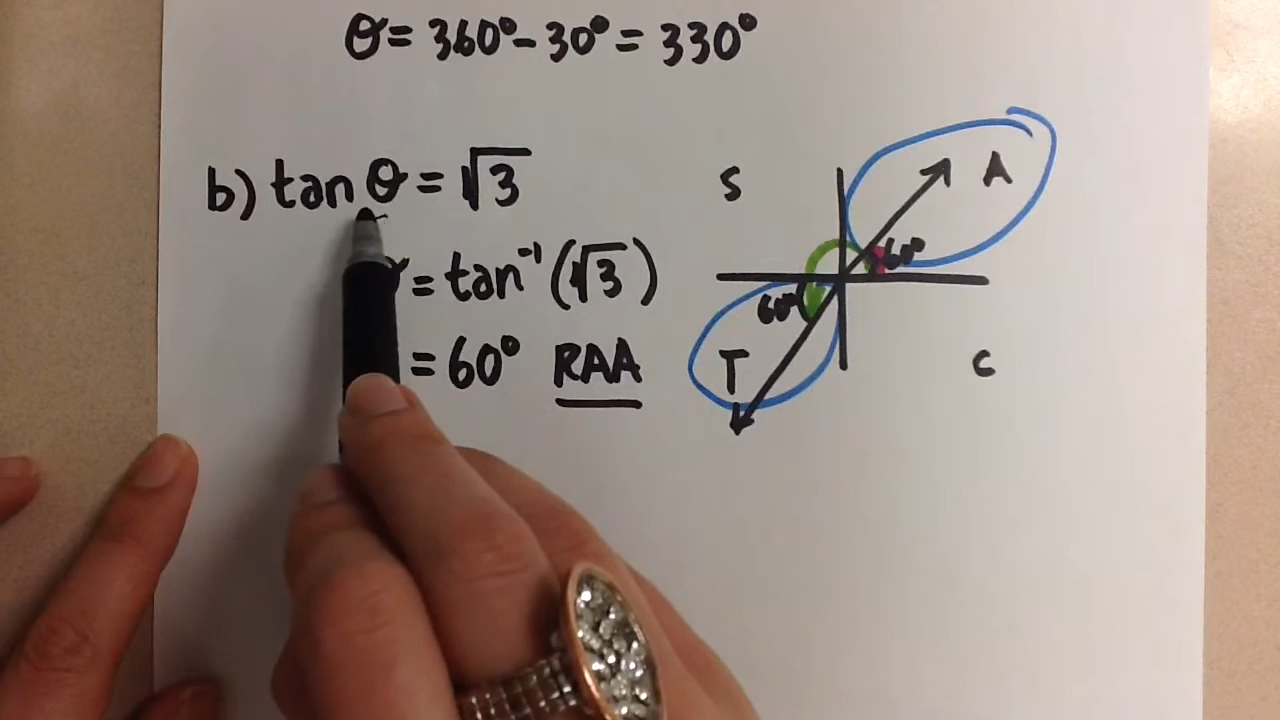 θ = 360° - 30° = 330°
b) tan θ = √3
= tan⁻¹ (√3)
= 60° RAA
S A
60°
60°
T C